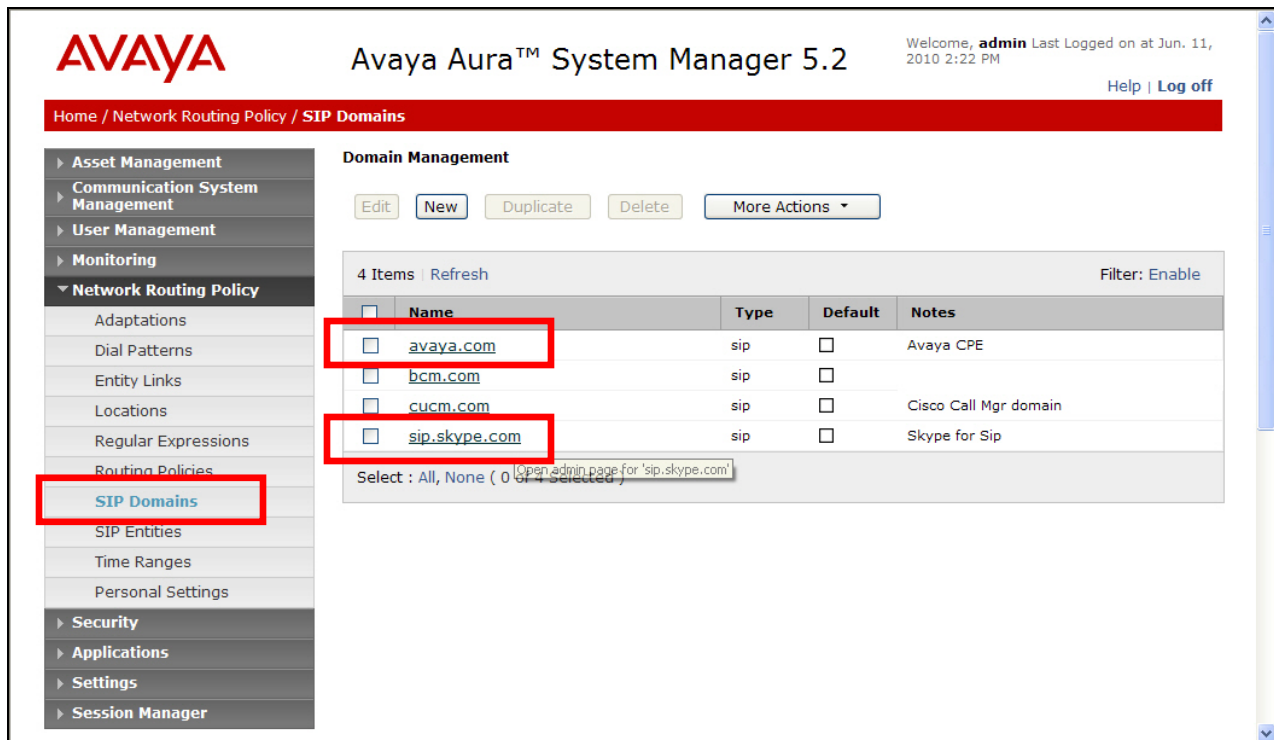 AVAYA
Avaya Aura™ System Manager 5.2
Welcome, admin Last Logged on at Jun. 11,
2010 2:22 PM
Help | Log off
Home / Network Routing Policy / SIP Domains
Asset Management
Communication System
Management
User Management
Monitoring
Network Routing Policy
Adaptations
Dial Patterns
Entity Links
Locations
Regular Expressions
Routing Policies
SIP Domains
SIP Entities
Time Ranges
Personal Settings
Security
Applications
Settings
Session Manager
Domain Management
Edit New Duplicate Delete More Actions
4 Items | Refresh Filter: Enable
Name Type Default Notes
avaya.com sip Avaya CPE
bcm.com sip
cucm.com sip Cisco Call Mgr domain
sip.skype.com sip Skype for Sip
Open admin page for 'sip.skype.com'
Select : All, None ( 0 of 4 Selected )